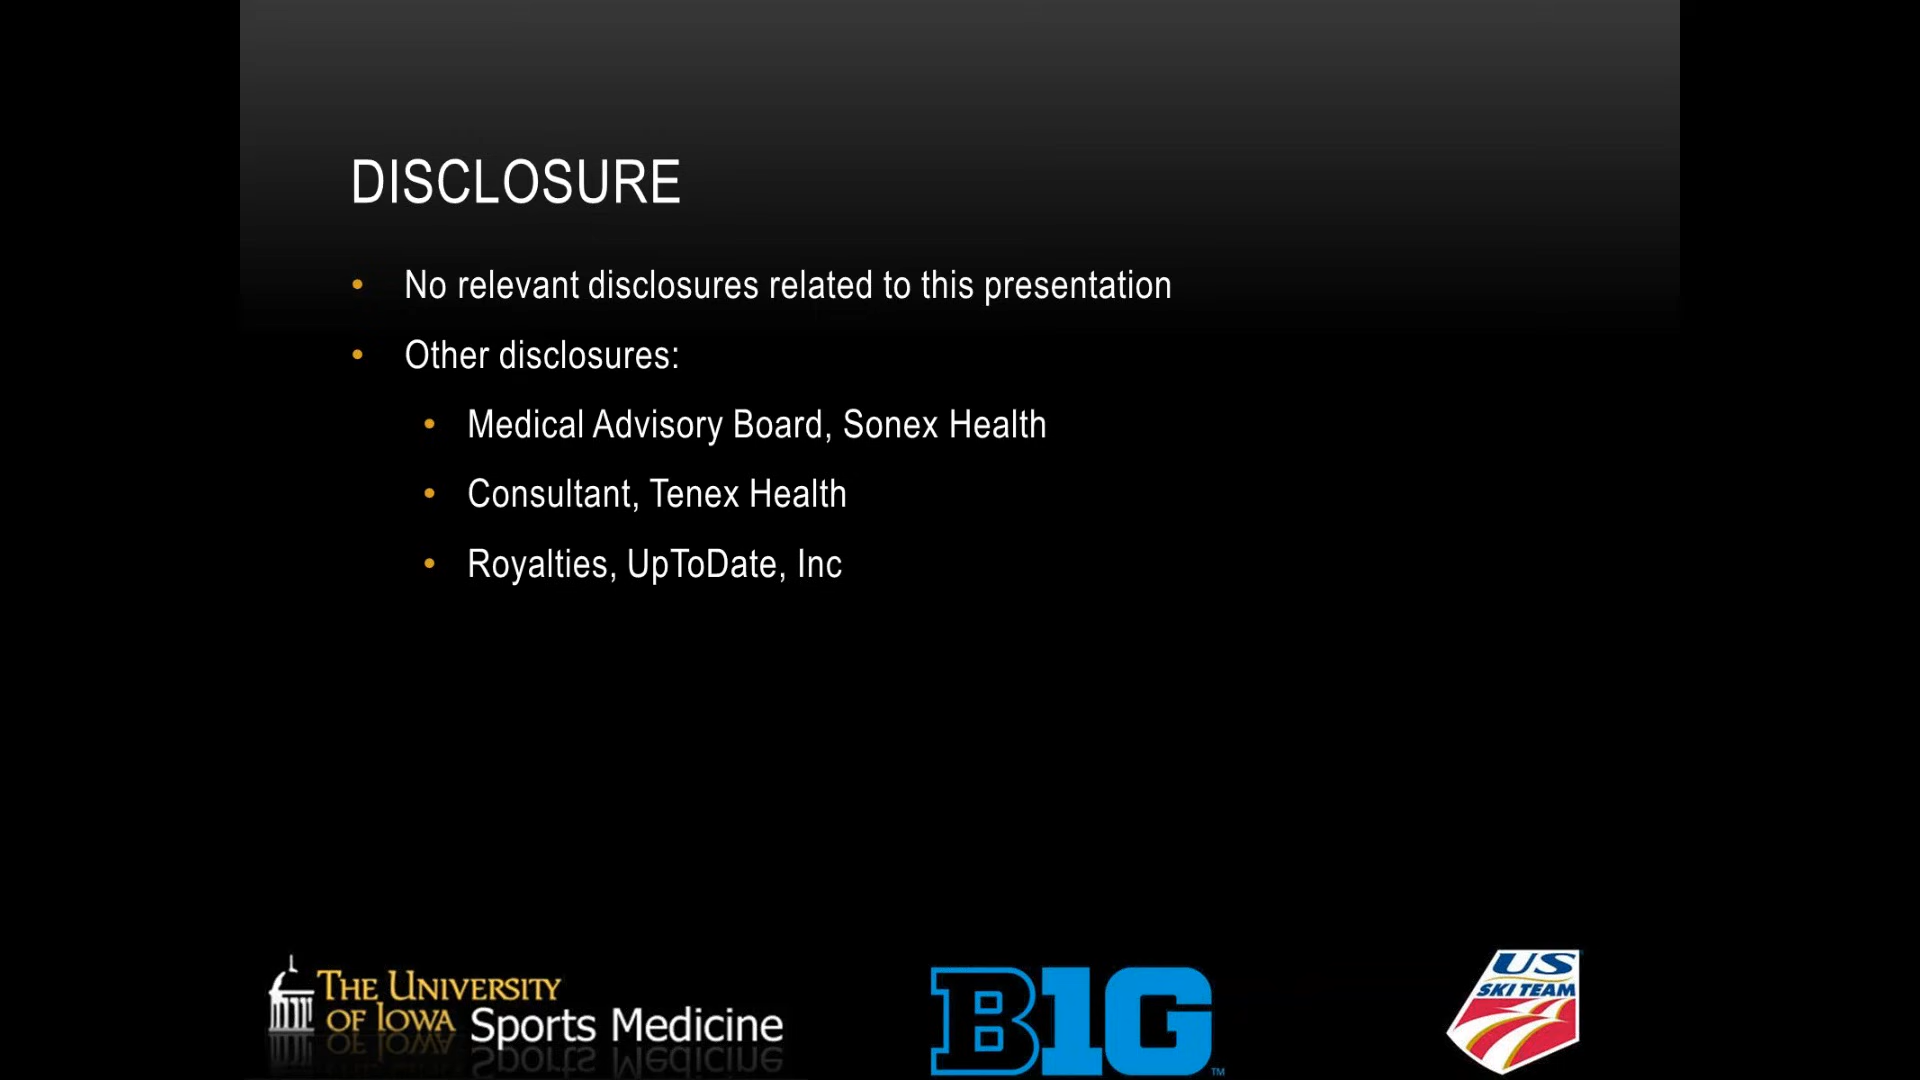 DISCLOSURE
• No relevant disclosures related to this presentation
• Other disclosures:
• Medical Advisory Board, Sonex Health
• Consultant, Tenex Health
• Royalties, UpToDate, Inc
THE UNIVERSITY
OF IOWA Sports Medicine
B1G
TM
US
SKI TEAM